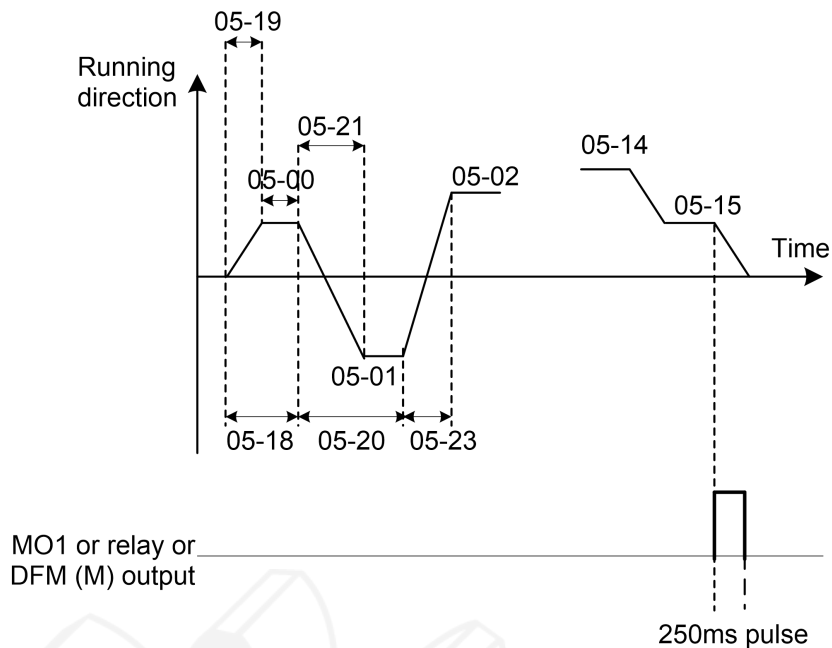 05-19
Running
direction
05-21
05-14
05-00
05-02
05-15
Time
05-01
05-18
05-20
05-23
MO1 or relay or
DFM (M) output
250ms pulse